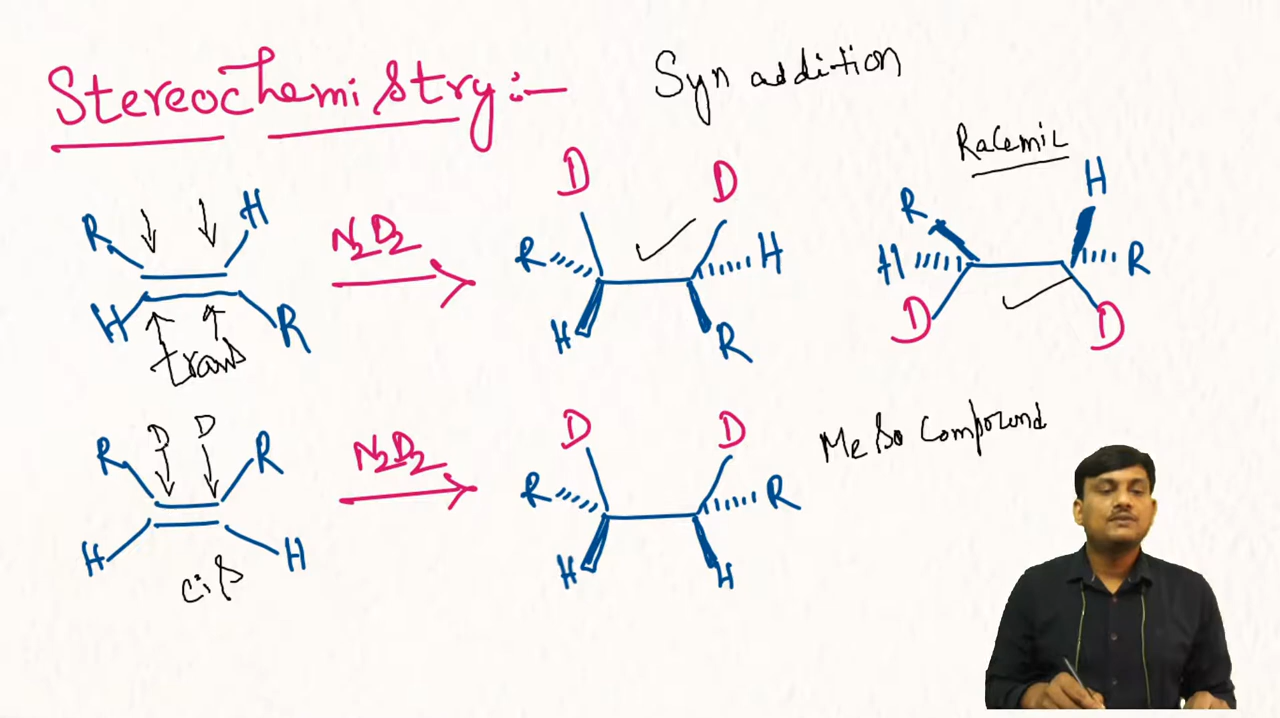 Stereochemistry:-
Syn addition
Racemic
D D H
R H R
R H N₂D₂ H H R
H R H R D D
trans
D D D D
R R N₂D₂ R R
Meso Compound
H H H H
cis